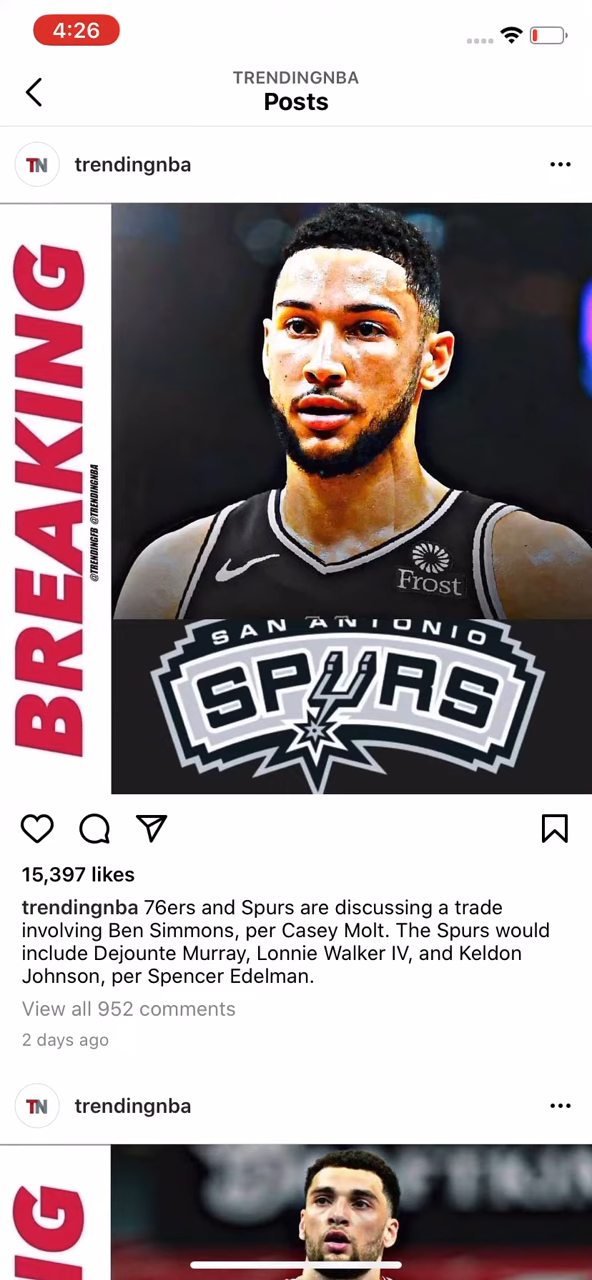 4:26
TRENDINGNBA
Posts
TN
trendingnba
BREAKING
@TRENDINGFB @TRENDINGNBA
Frost
SAN ANTONIO
SPURS
15,397 likes
trendingnba 76ers and Spurs are discussing a trade
involving Ben Simmons, per Casey Molt. The Spurs would
include Dejounte Murray, Lonnie Walker IV, and Keldon
Johnson, per Spencer Edelman.
View all 952 comments
2 days ago
TN
trendingnba
NG